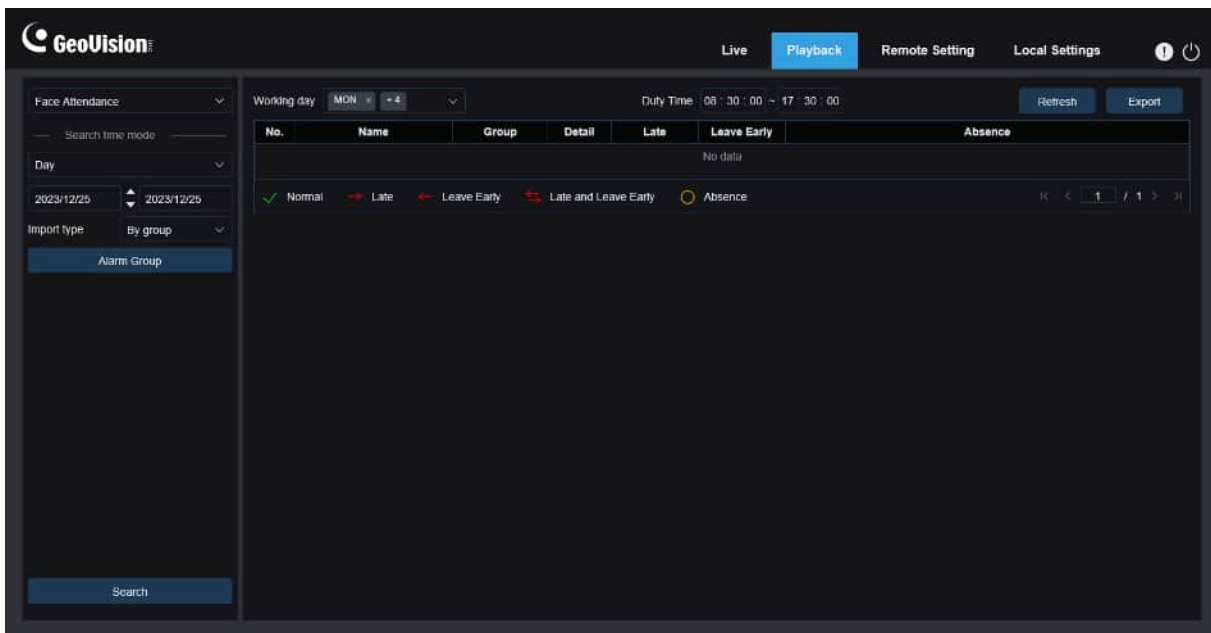 GeoVision
Live Playback Remote Setting Local Settings
Face Attendance
Search time mode
Day
2023/12/25 2023/12/25
Import type By group
Alarm Group
Search
Working day MON × +4 Duty Time 08 : 30 : 00 ~ 17 : 30 : 00 Refresh Export
No. Name Group Detail Late Leave Early Absence
No data
Normal Late Leave Early Late and Leave Early Absence 1 / 1